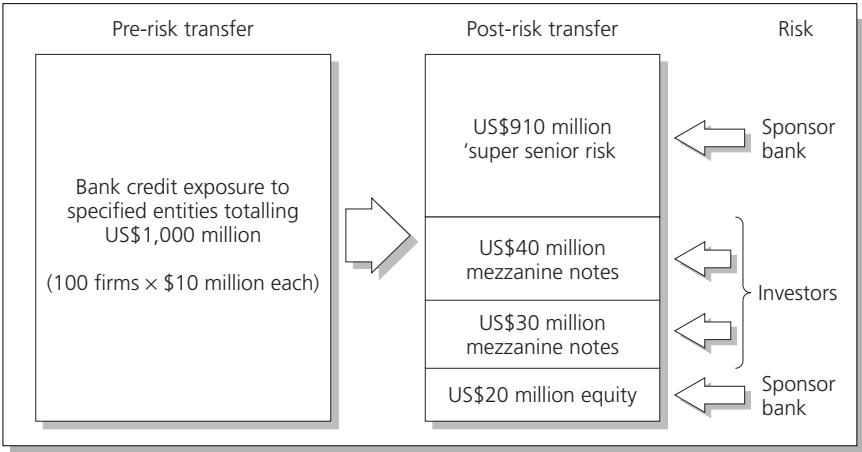 Pre-risk transfer
Post-risk transfer
Risk
Bank credit exposure to
specified entities totalling
US$1,000 million
(100 firms × $10 million each)
US$910 million
‘super senior risk
Sponsor
bank
US$40 million
mezzanine notes
US$30 million
mezzanine notes
Investors
US$20 million equity
Sponsor
bank